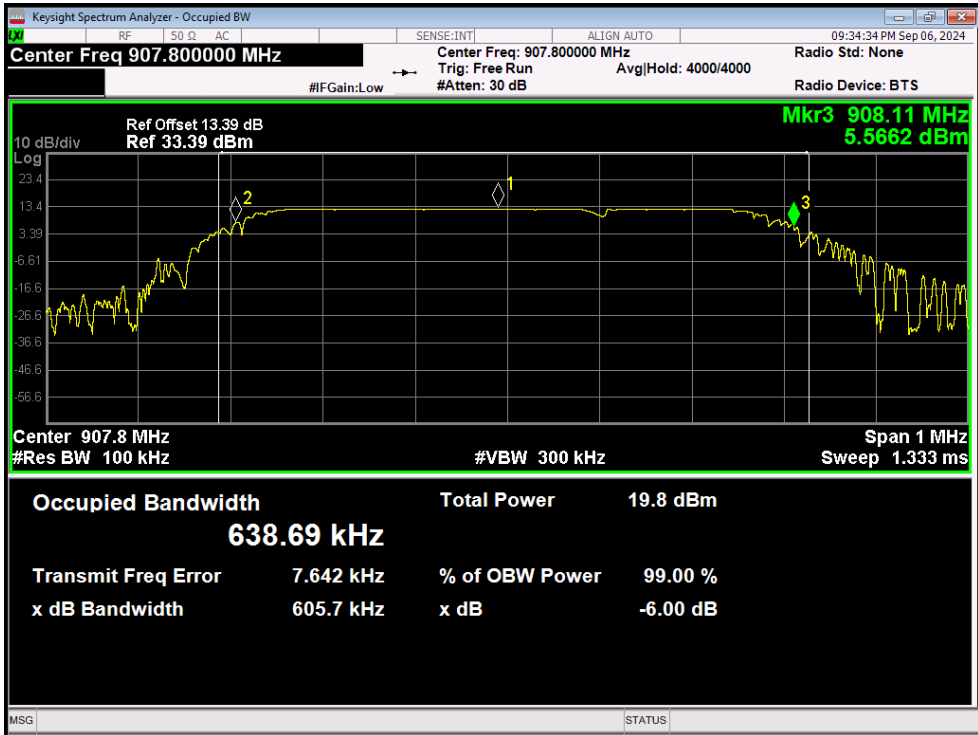 Keysight Spectrum Analyzer - Occupied BW
LXI RF 50 Ω AC SENSE:INT ALIGN AUTO 09:34:34 PM Sep 06, 2024
Center Freq 907.800000 MHz
Center Freq: 907.800000 MHz
Radio Std: None
Trig: Free Run Avg|Hold: 4000/4000
#IFGain:Low #Atten: 30 dB Radio Device: BTS
Mkr3 908.11 MHz
5.5662 dBm
Ref Offset 13.39 dB
10 dB/div Ref 33.39 dBm
Log
23.4
13.4
3.39
-6.61
-16.6
-26.6
-36.6
-46.6
-56.6
1
2
3
Center 907.8 MHz Span 1 MHz
#Res BW 100 kHz #VBW 300 kHz Sweep 1.333 ms
Occupied Bandwidth Total Power 19.8 dBm
638.69 kHz
Transmit Freq Error 7.642 kHz % of OBW Power 99.00 %
x dB Bandwidth 605.7 kHz x dB -6.00 dB
MSG STATUS